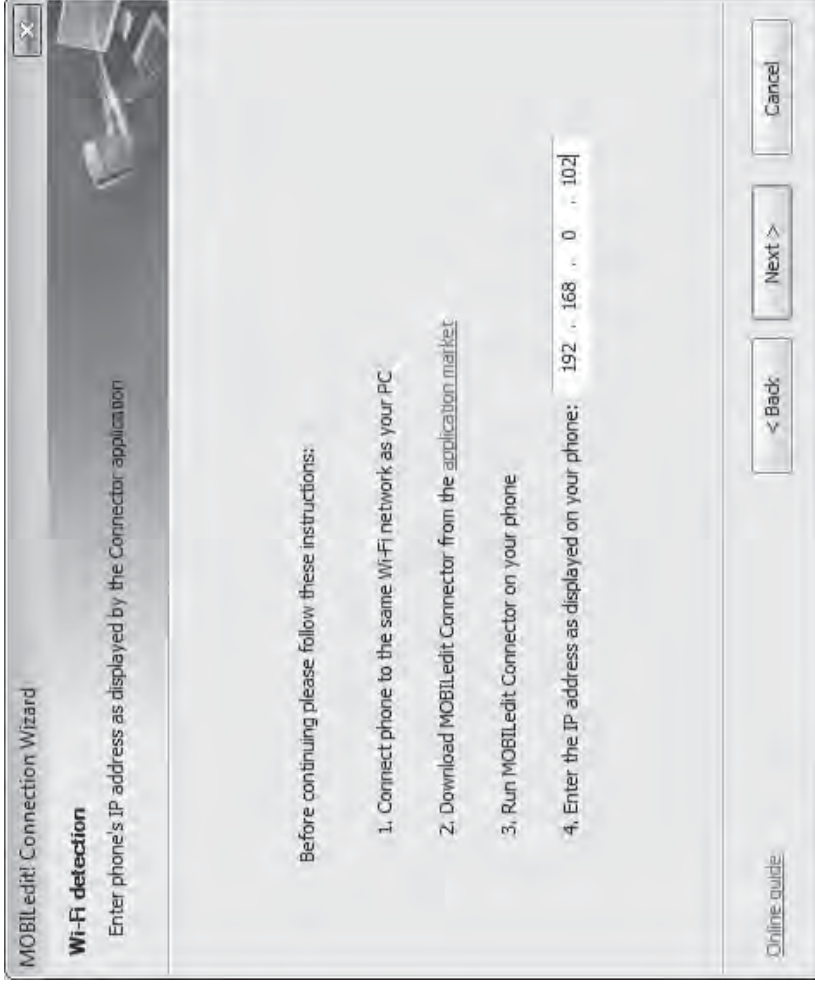 MOBILedit! Connection Wizard
Wi-Fi detection
Enter phone's IP address as displayed by the Connector application
Before continuing please follow these instructions:
1. Connect phone to the same Wi-Fi network as your PC
2. Download MOBILedit Connector from the application market
3. Run MOBILedit Connector on your phone
4. Enter the IP address as displayed on your phone: 192 . 168 . 0 . 102
Online guide
< Back Next > Cancel